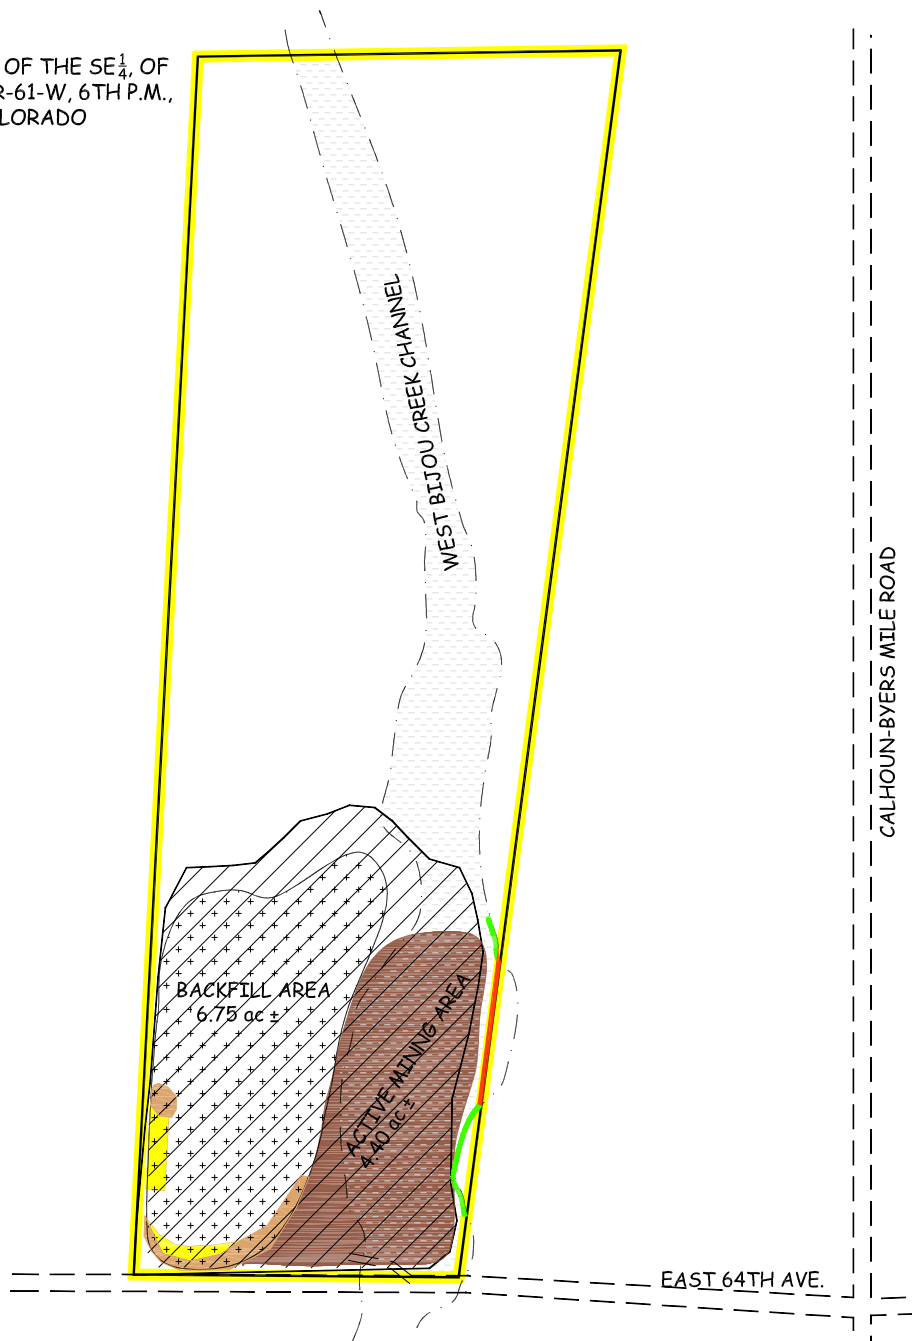 OF THE SE¼, OF
R-61-W, 6TH P.M.,
LORADO
WEST BIJOU CREEK CHANNEL
CALHOUN-BYERS MILE ROAD
BACKFILL AREA
6.75 ac ±
ACTIVE MINING AREA
4.40 ac ±
EAST 64TH AVE.